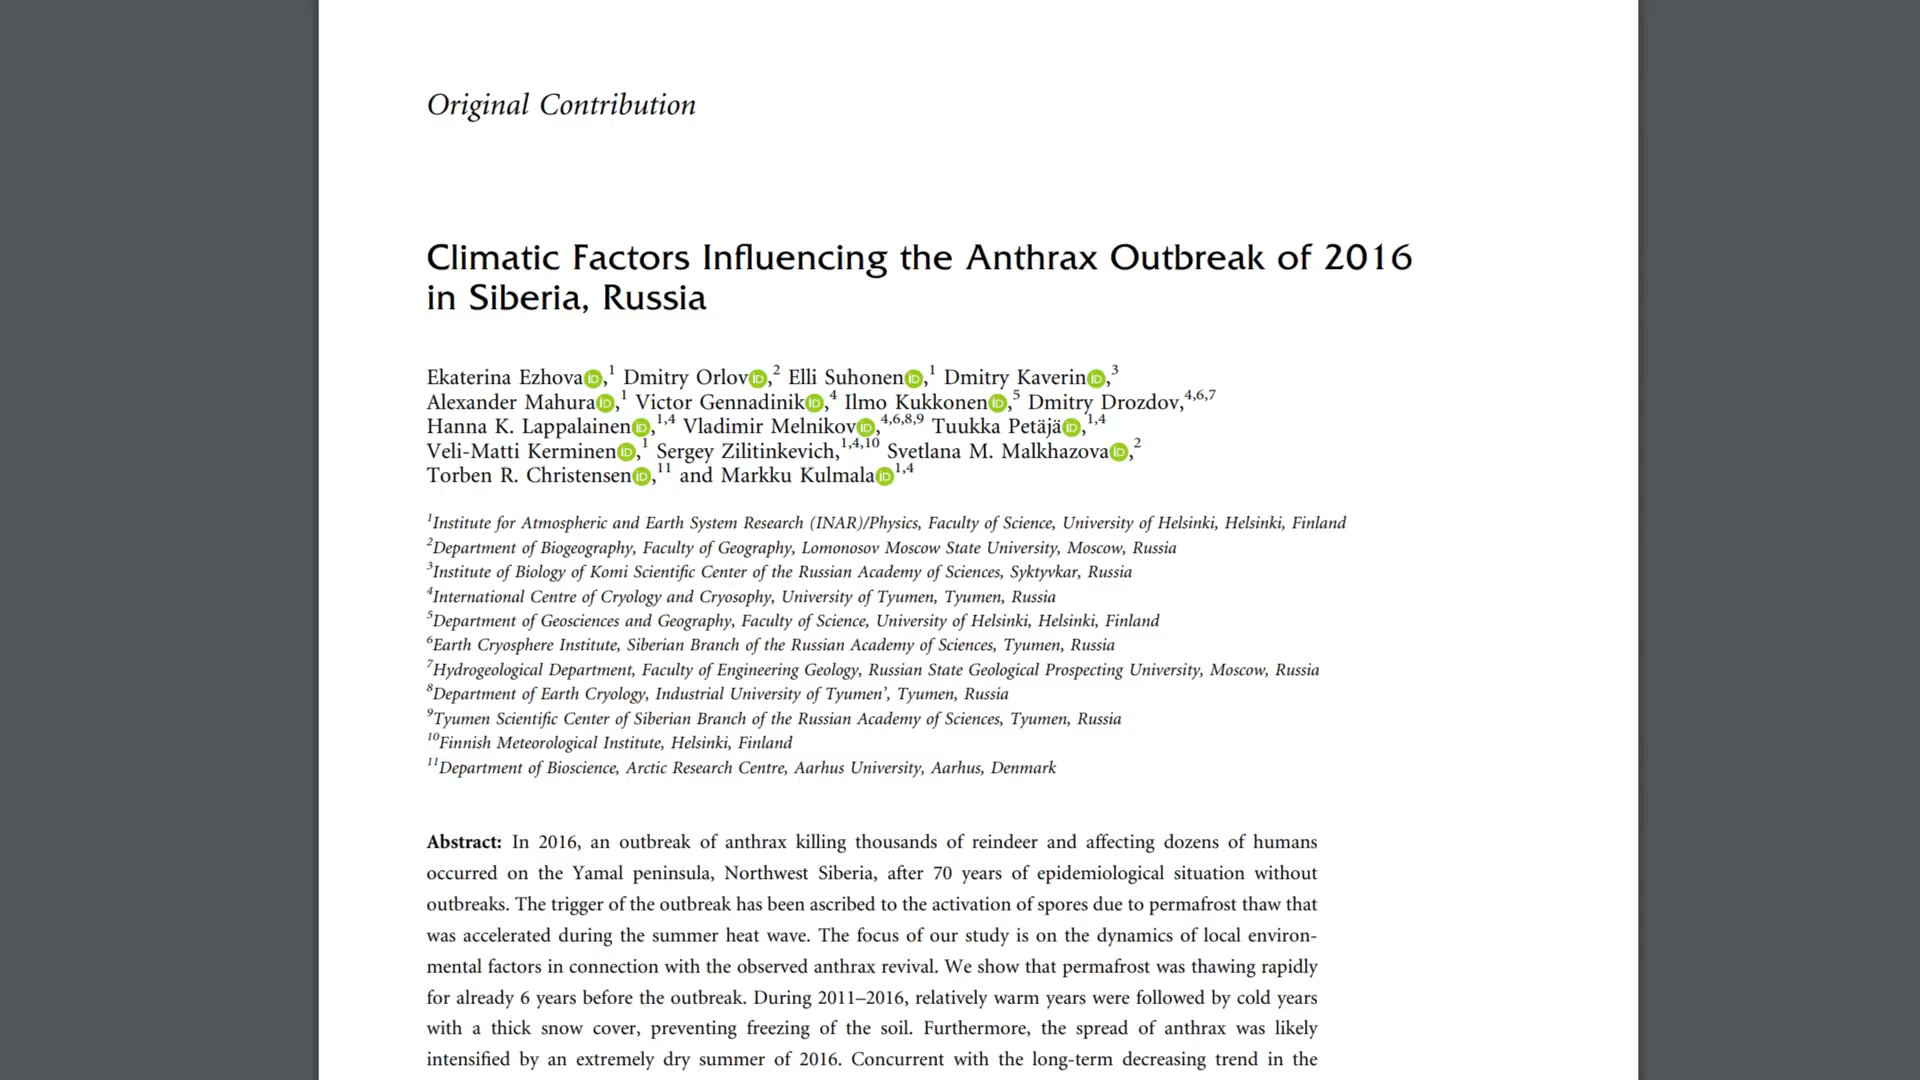 Original Contribution
Climatic Factors Influencing the Anthrax Outbreak of 2016
in Siberia, Russia
Ekaterina Ezhova,1 Dmitry Orlov,2 Elli Suhonen,1 Dmitry Kaverin,3
Alexander Mahura,1 Victor Gennadinik,4 Ilmo Kukkonen,5 Dmitry Drozdov,4,6,7
Hanna K. Lappalainen,1,4 Vladimir Melnikov,4,6,8,9 Tuukka Petäjä,1,4
Veli-Matti Kerminen,1 Sergey Zilitinkevich,1,4,10 Svetlana M. Malkhazova,2
Torben R. Christensen,11 and Markku Kulmala1,4
1Institute for Atmospheric and Earth System Research (INAR)/Physics, Faculty of Science, University of Helsinki, Helsinki, Finland
2Department of Biogeography, Faculty of Geography, Lomonosov Moscow State University, Moscow, Russia
3Institute of Biology of Komi Scientific Center of the Russian Academy of Sciences, Syktyvkar, Russia
4International Centre of Cryology and Cryosophy, University of Tyumen, Tyumen, Russia
5Department of Geosciences and Geography, Faculty of Science, University of Helsinki, Helsinki, Finland
6Earth Cryosphere Institute, Siberian Branch of the Russian Academy of Sciences, Tyumen, Russia
7Hydrogeological Department, Faculty of Engineering Geology, Russian State Geological Prospecting University, Moscow, Russia
8Department of Earth Cryology, Industrial University of Tyumen’, Tyumen, Russia
9Tyumen Scientific Center of Siberian Branch of the Russian Academy of Sciences, Tyumen, Russia
10Finnish Meteorological Institute, Helsinki, Finland
11Department of Bioscience, Arctic Research Centre, Aarhus University, Aarhus, Denmark
Abstract: In 2016, an outbreak of anthrax killing thousands of reindeer and affecting dozens of humans
occurred on the Yamal peninsula, Northwest Siberia, after 70 years of epidemiological situation without
outbreaks. The trigger of the outbreak has been ascribed to the activation of spores due to permafrost thaw that
was accelerated during the summer heat wave. The focus of our study is on the dynamics of local environ-
mental factors in connection with the observed anthrax revival. We show that permafrost was thawing rapidly
for already 6 years before the outbreak. During 2011–2016, relatively warm years were followed by cold years
with a thick snow cover, preventing freezing of the soil. Furthermore, the spread of anthrax was likely
intensified by an extremely dry summer of 2016. Concurrent with the long-term decreasing trend in the